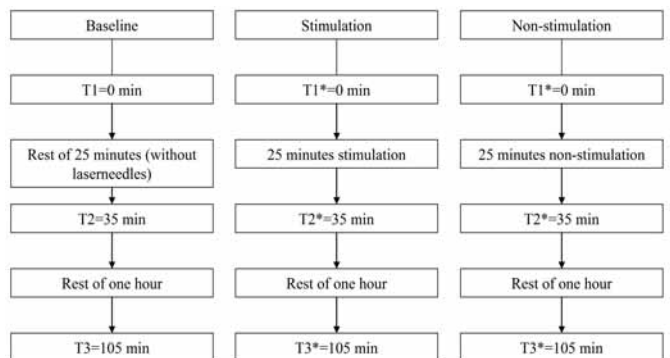 Baseline
Stimulation
Non-stimulation
T1=0 min
T1*=0 min
T1*=0 min
Rest of 25 minutes (without
laserneedles)
25 minutes stimulation
25 minutes non-stimulation
T2=35 min
T2*=35 min
T2*=35 min
Rest of one hour
Rest of one hour
Rest of one hour
T3=105 min
T3*=105 min
T3*=105 min